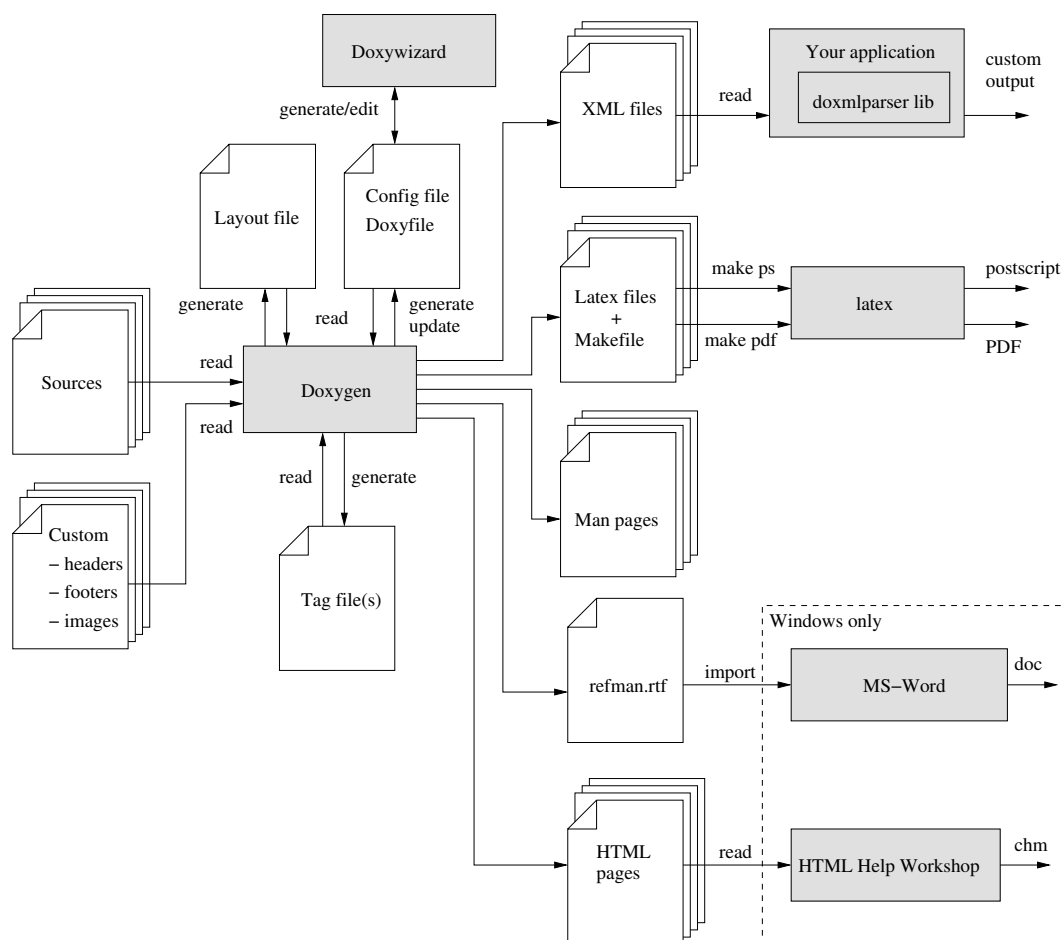 Doxywizard
generate/edit
Layout file
Config file
Doxyfile
generate
read
generate
update
Sources
read
Doxygen
read
read
generate
Custom
− headers
− footers
− images
Tag file(s)
XML files
read
Your application
doxmlparser lib
custom
output
Latex files
+
Makefile
make ps
make pdf
latex
postscript
PDF
Man pages
refman.rtf
import
Windows only
MS−Word
doc
HTML
pages
read
HTML Help Workshop
chm